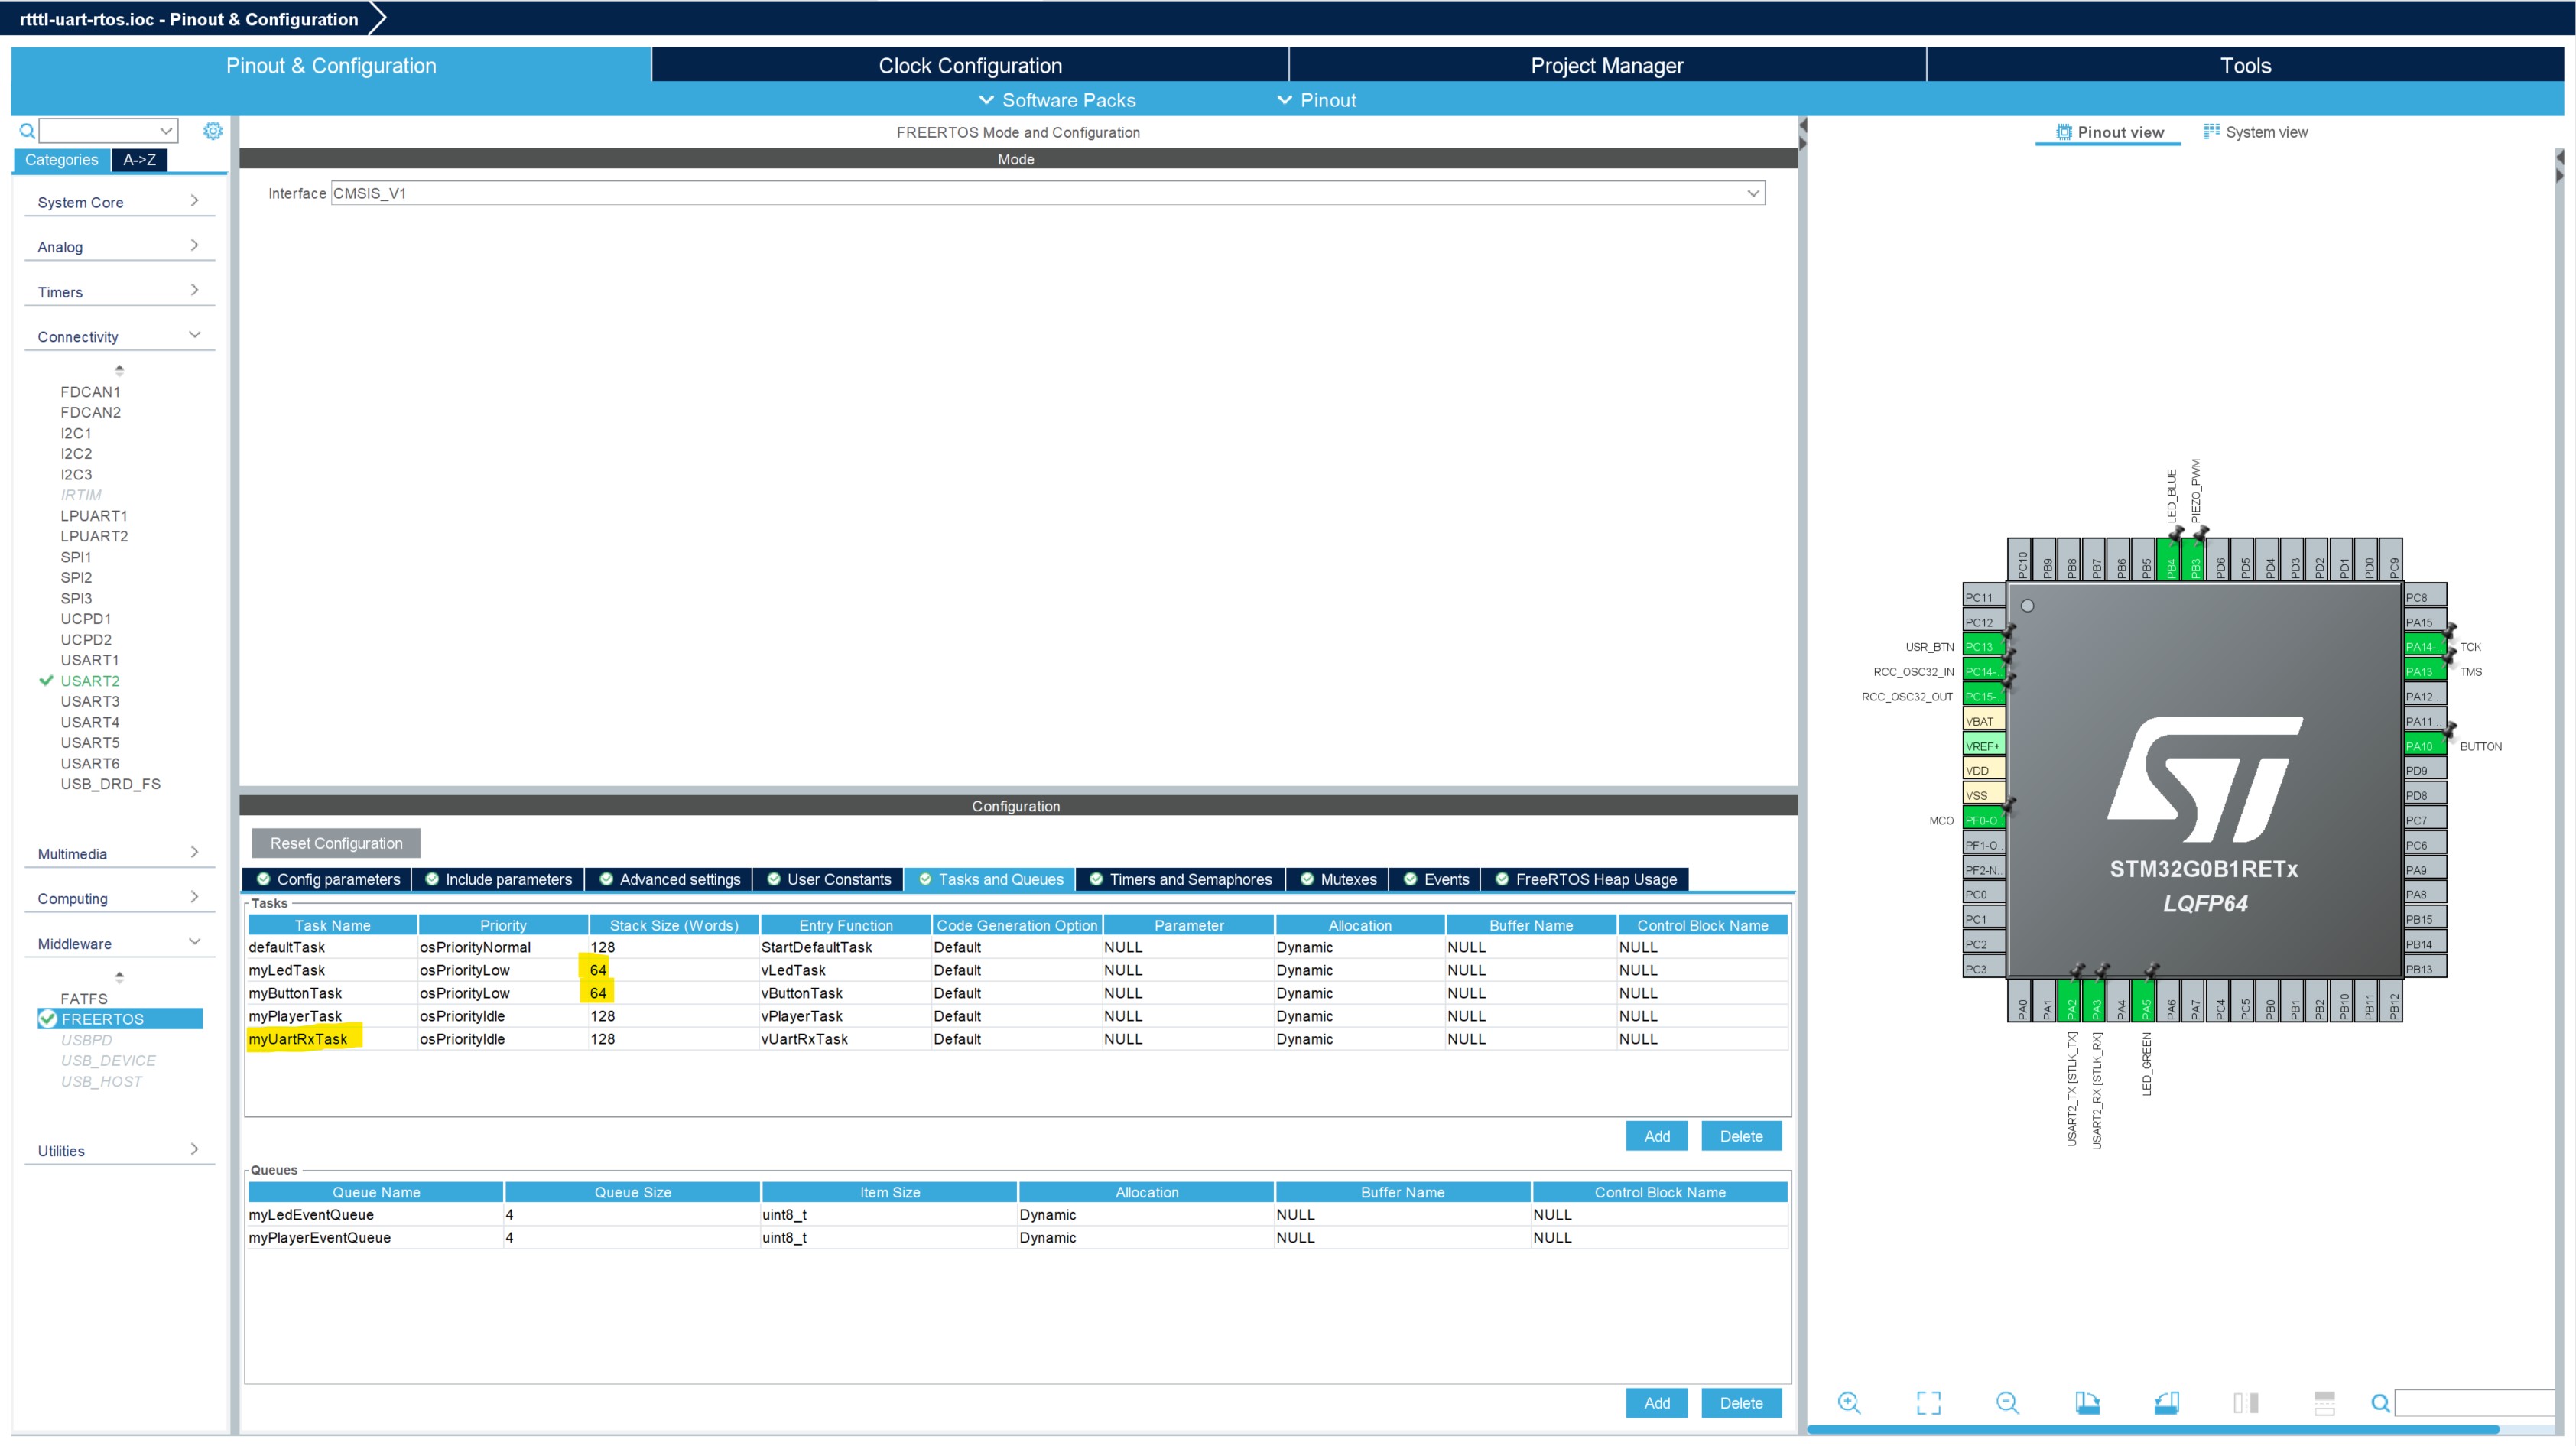 rtttl-uart-rtos.ioc - Pinout & Configuration
Pinout & Configuration
Clock Configuration
Project Manager
Tools
Software Packs
Pinout
Categories
A->Z
System Core
Analog
Timers
Connectivity
FDCAN1
FDCAN2
I2C1
I2C2
I2C3
IRTIM
LPUART1
LPUART2
SPI1
SPI2
SPI3
UCPD1
UCPD2
USART1
USART2
USART3
USART4
USART5
USART6
USB_DRD_FS
Multimedia
Computing
Middleware
FATFS
FREERTOS
USBPD
USB_DEVICE
USB_HOST
Utilities
FREERTOS Mode and Configuration
Mode
Interface CMSIS_V1
Configuration
Reset Configuration
Config parameters
Include parameters
Advanced settings
User Constants
Tasks and Queues
Timers and Semaphores
Mutexes
Events
FreeRTOS Heap Usage
Tasks
Task Name Priority Stack Size (Words) Entry Function Code Generation Option Parameter Allocation Buffer Name Control Block Name
defaultTask osPriorityNormal 128 StartDefaultTask Default NULL Dynamic NULL NULL
myLedTask osPriorityLow 64 vLedTask Default NULL Dynamic NULL NULL
myButtonTask osPriorityLow 64 vButtonTask Default NULL Dynamic NULL NULL
myPlayerTask osPriorityIdle 128 vPlayerTask Default NULL Dynamic NULL NULL
myUartRxTask osPriorityIdle 128 vUartRxTask Default NULL Dynamic NULL NULL
Add
Delete
Queues
Queue Name Queue Size Item Size Allocation Buffer Name Control Block Name
myLedEventQueue 4 uint8_t Dynamic NULL NULL
myPlayerEventQueue 4 uint8_t Dynamic NULL NULL
Add
Delete
Pinout view
System view
LED_BLUE
PIEZO_PWM
PC10
PB9
PB8
PB7
PB6
PB5
PB4
PB3
PD6
PD5
PD4
PD3
PD2
PD1
PD0
PC9
PC11
PC12
USR_BTN PC13
RCC_OSC32_IN PC14-..
RCC_OSC32_OUT PC15-..
VBAT
VREF+
VDD
VSS
MCO PF0-O..
PF1-O..
PF2-N..
PC0
PC1
PC2
PC3
ST
STM32G0B1RETx
LQFP64
PC8
PA15
PA14-.. TCK
PA13 TMS
PA12 ..
PA11 ..
PA10 BUTTON
PD9
PD8
PC7
PC6
PA9
PA8
PB15
PB14
PB13
PA0
PA1
PA2
PA3
PA4
PA5
PA6
PA7
PC4
PC5
PB0
PB1
PB2
PB10
PB11
PB12
USART2_TX [STLK_TX]
USART2_RX [STLK_RX]
LED_GREEN